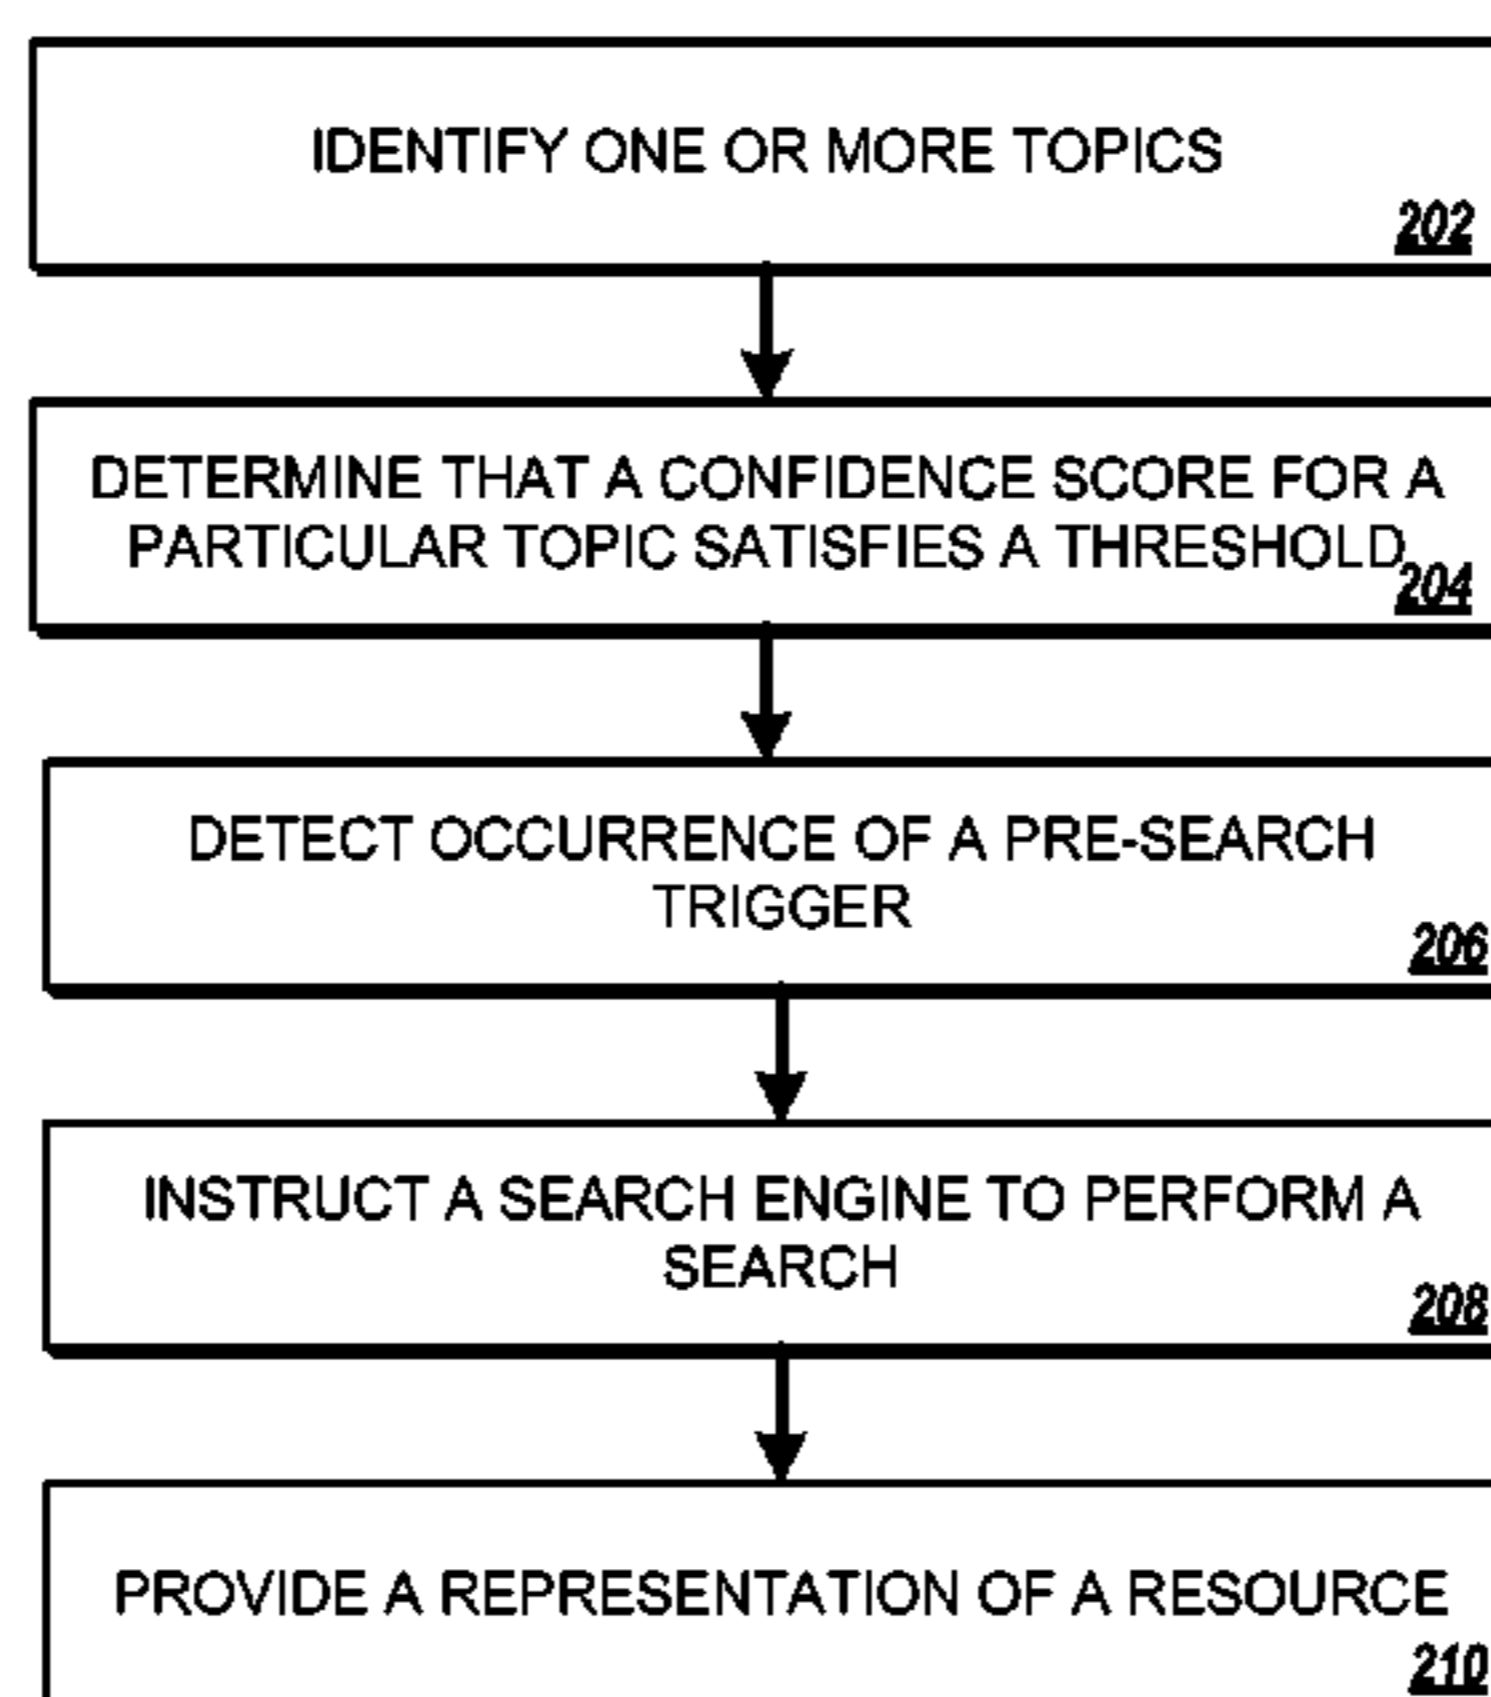 IDENTIFY ONE OR MORE TOPICS
202
DETERMINE THAT A CONFIDENCE SCORE FOR A
PARTICULAR TOPIC SATISFIES A THRESHOLD
204
DETECT OCCURRENCE OF A PRE-SEARCH
TRIGGER
206
INSTRUCT A SEARCH ENGINE TO PERFORM A
SEARCH
208
PROVIDE A REPRESENTATION OF A RESOURCE
210